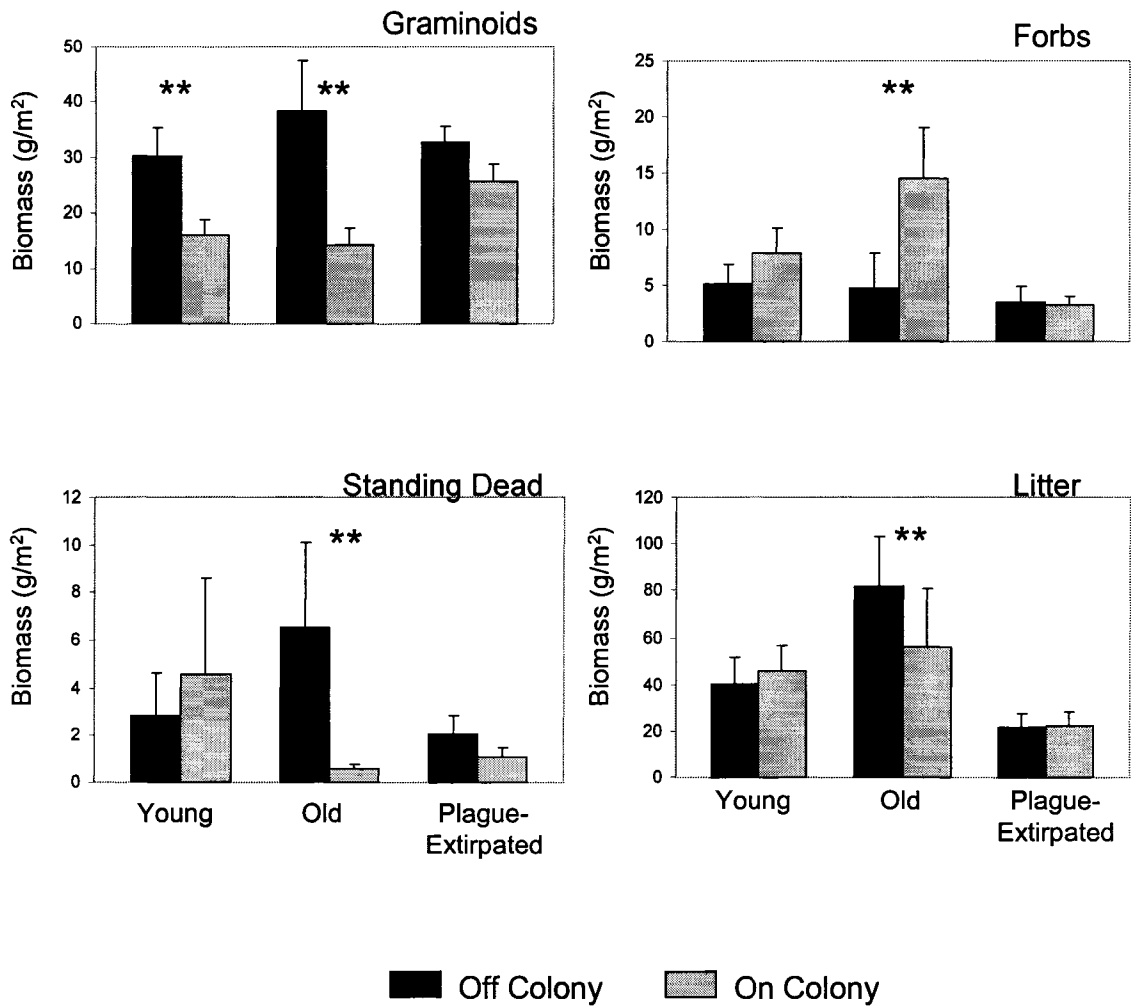 Graminoids
50
40
30
20
10
0
Biomass (g/m²)
**
**
Forbs
25
20
15
10
5
0
Biomass (g/m²)
**
Standing Dead
12
10
8
6
4
2
0
Biomass (g/m²)
**
Young
Old
Plague-
Extirpated
Litter
120
100
80
60
40
20
0
Biomass (g/m²)
**
Young
Old
Plague-
Extirpated
Off Colony
On Colony